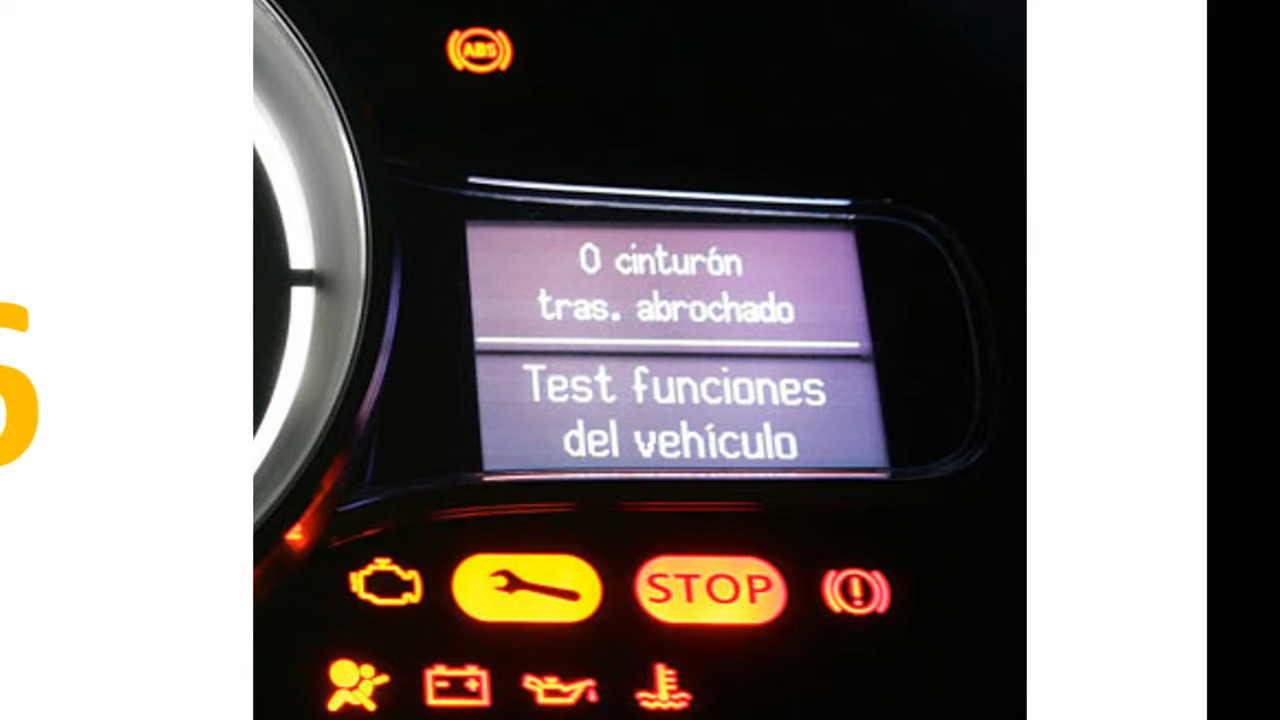 ABS
0 cinturón
tras. abrochado
Test funciones
del vehículo
STOP